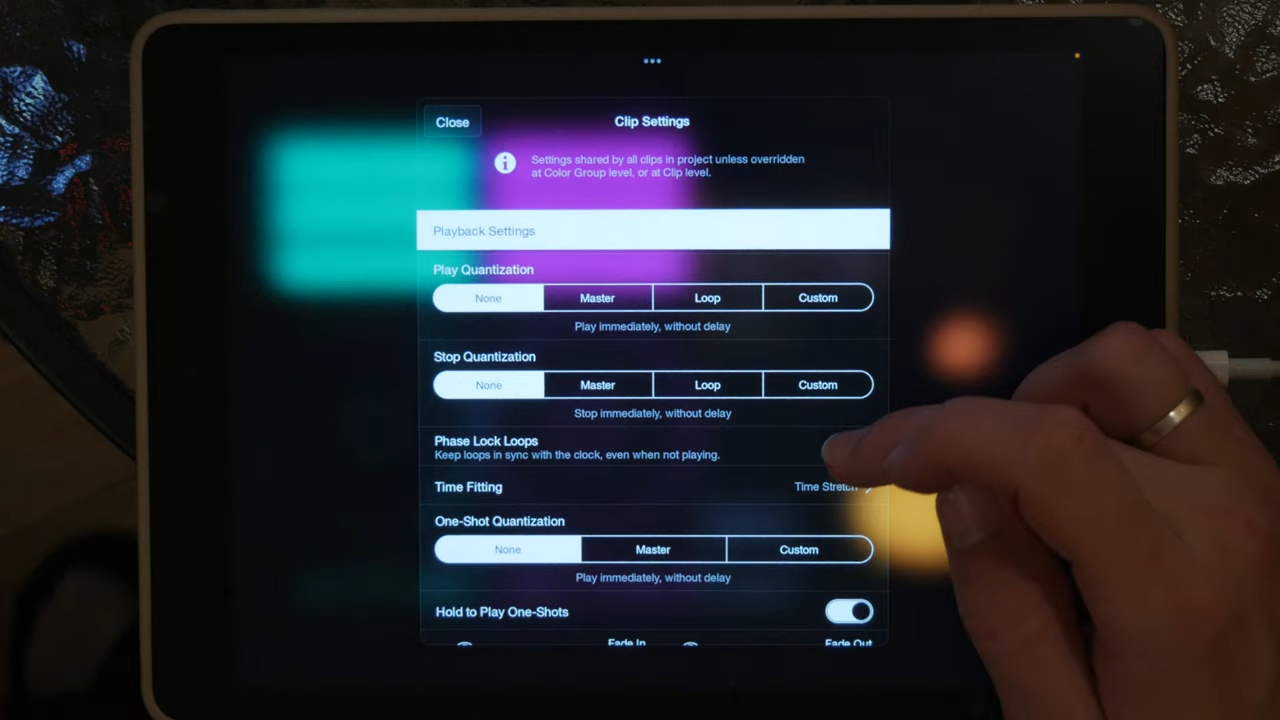 Close
Clip Settings
Settings shared by all clips in project unless overridden
at Color Group level, or at Clip level.
Playback Settings
Play Quantization
None Master Loop Custom
Play immediately, without delay
Stop Quantization
None Master Loop Custom
Stop immediately, without delay
Phase Lock Loops
Keep loops in sync with the clock, even when not playing.
Time Fitting Time Stretch
One-Shot Quantization
None Master Custom
Play immediately, without delay
Hold to Play One-Shots
Fade In Fade Out